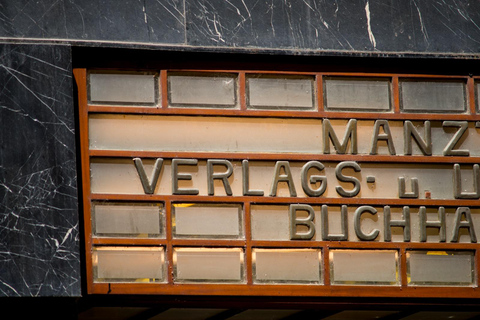 MANZ
VERLAGS- u U
BUCHHA